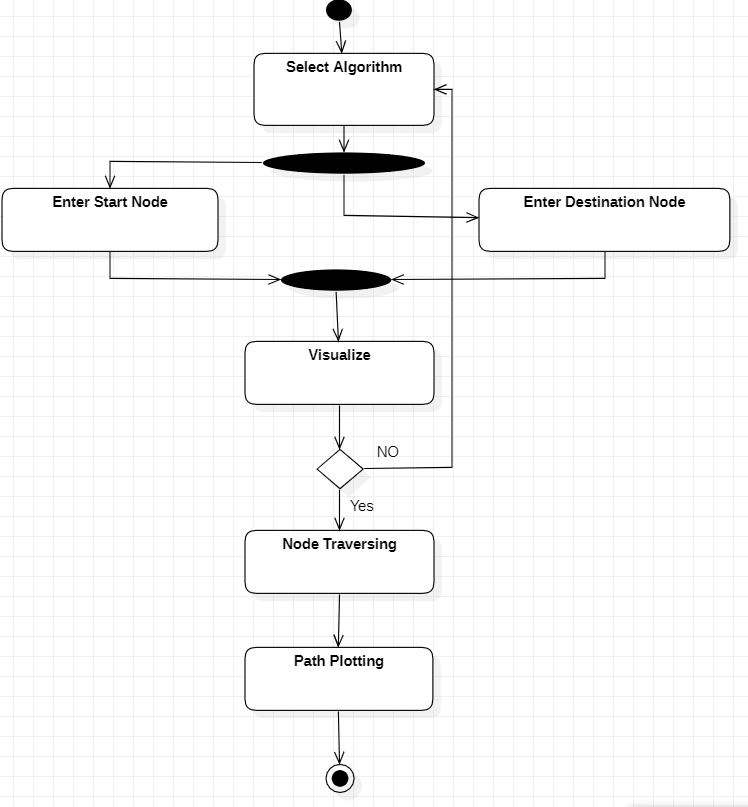 Select Algorithm
Enter Start Node
Enter Destination Node
Visualize
NO
Yes
Node Traversing
Path Plotting